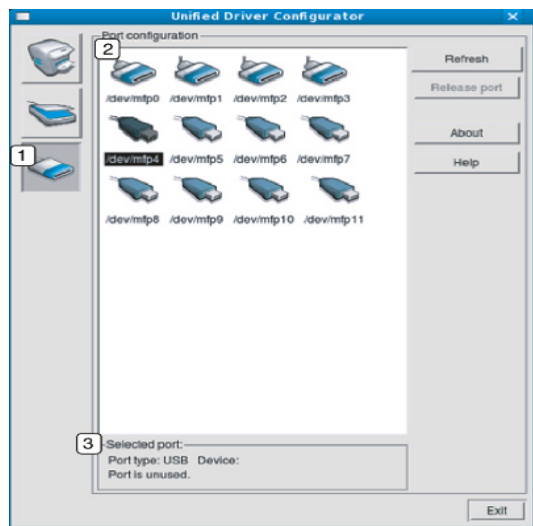 Unified Driver Configurator
Port configuration
2
Refresh
/dev/mfp0 /dev/mfp1 /dev/mfp2 /dev/mfp3
Release port
About
1
/dev/mfp4 /dev/mfp5 /dev/mfp6 /dev/mfp7
Help
/dev/mfp8 /dev/mfp9 /dev/mfp10 /dev/mfp11
3
Selected port:
Port type: USB Device:
Port is unused.
Exit